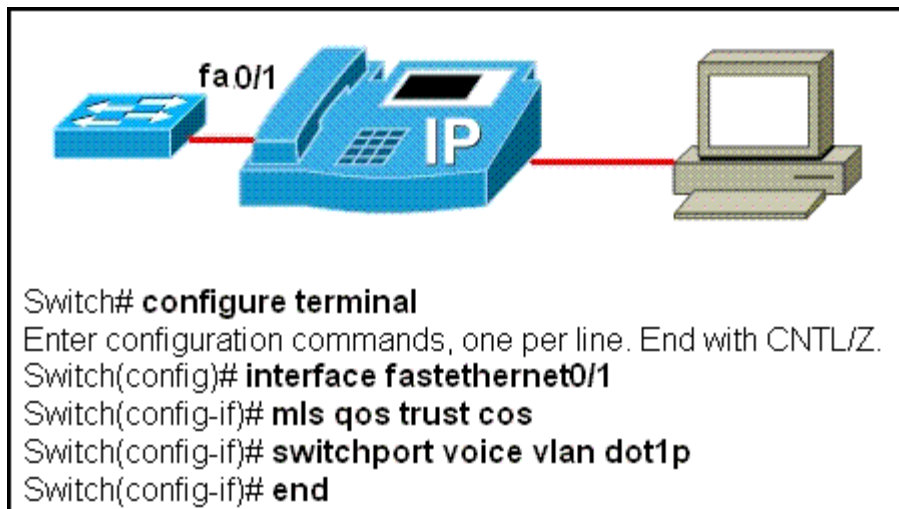 fa0/1
IP
Switch# configure terminal
Enter configuration commands, one per line. End with CNTL/Z.
Switch(config)# interface fastethernet0/1
Switch(config-if)# mls qos trust cos
Switch(config-if)# switchport voice vlan dot1p
Switch(config-if)# end